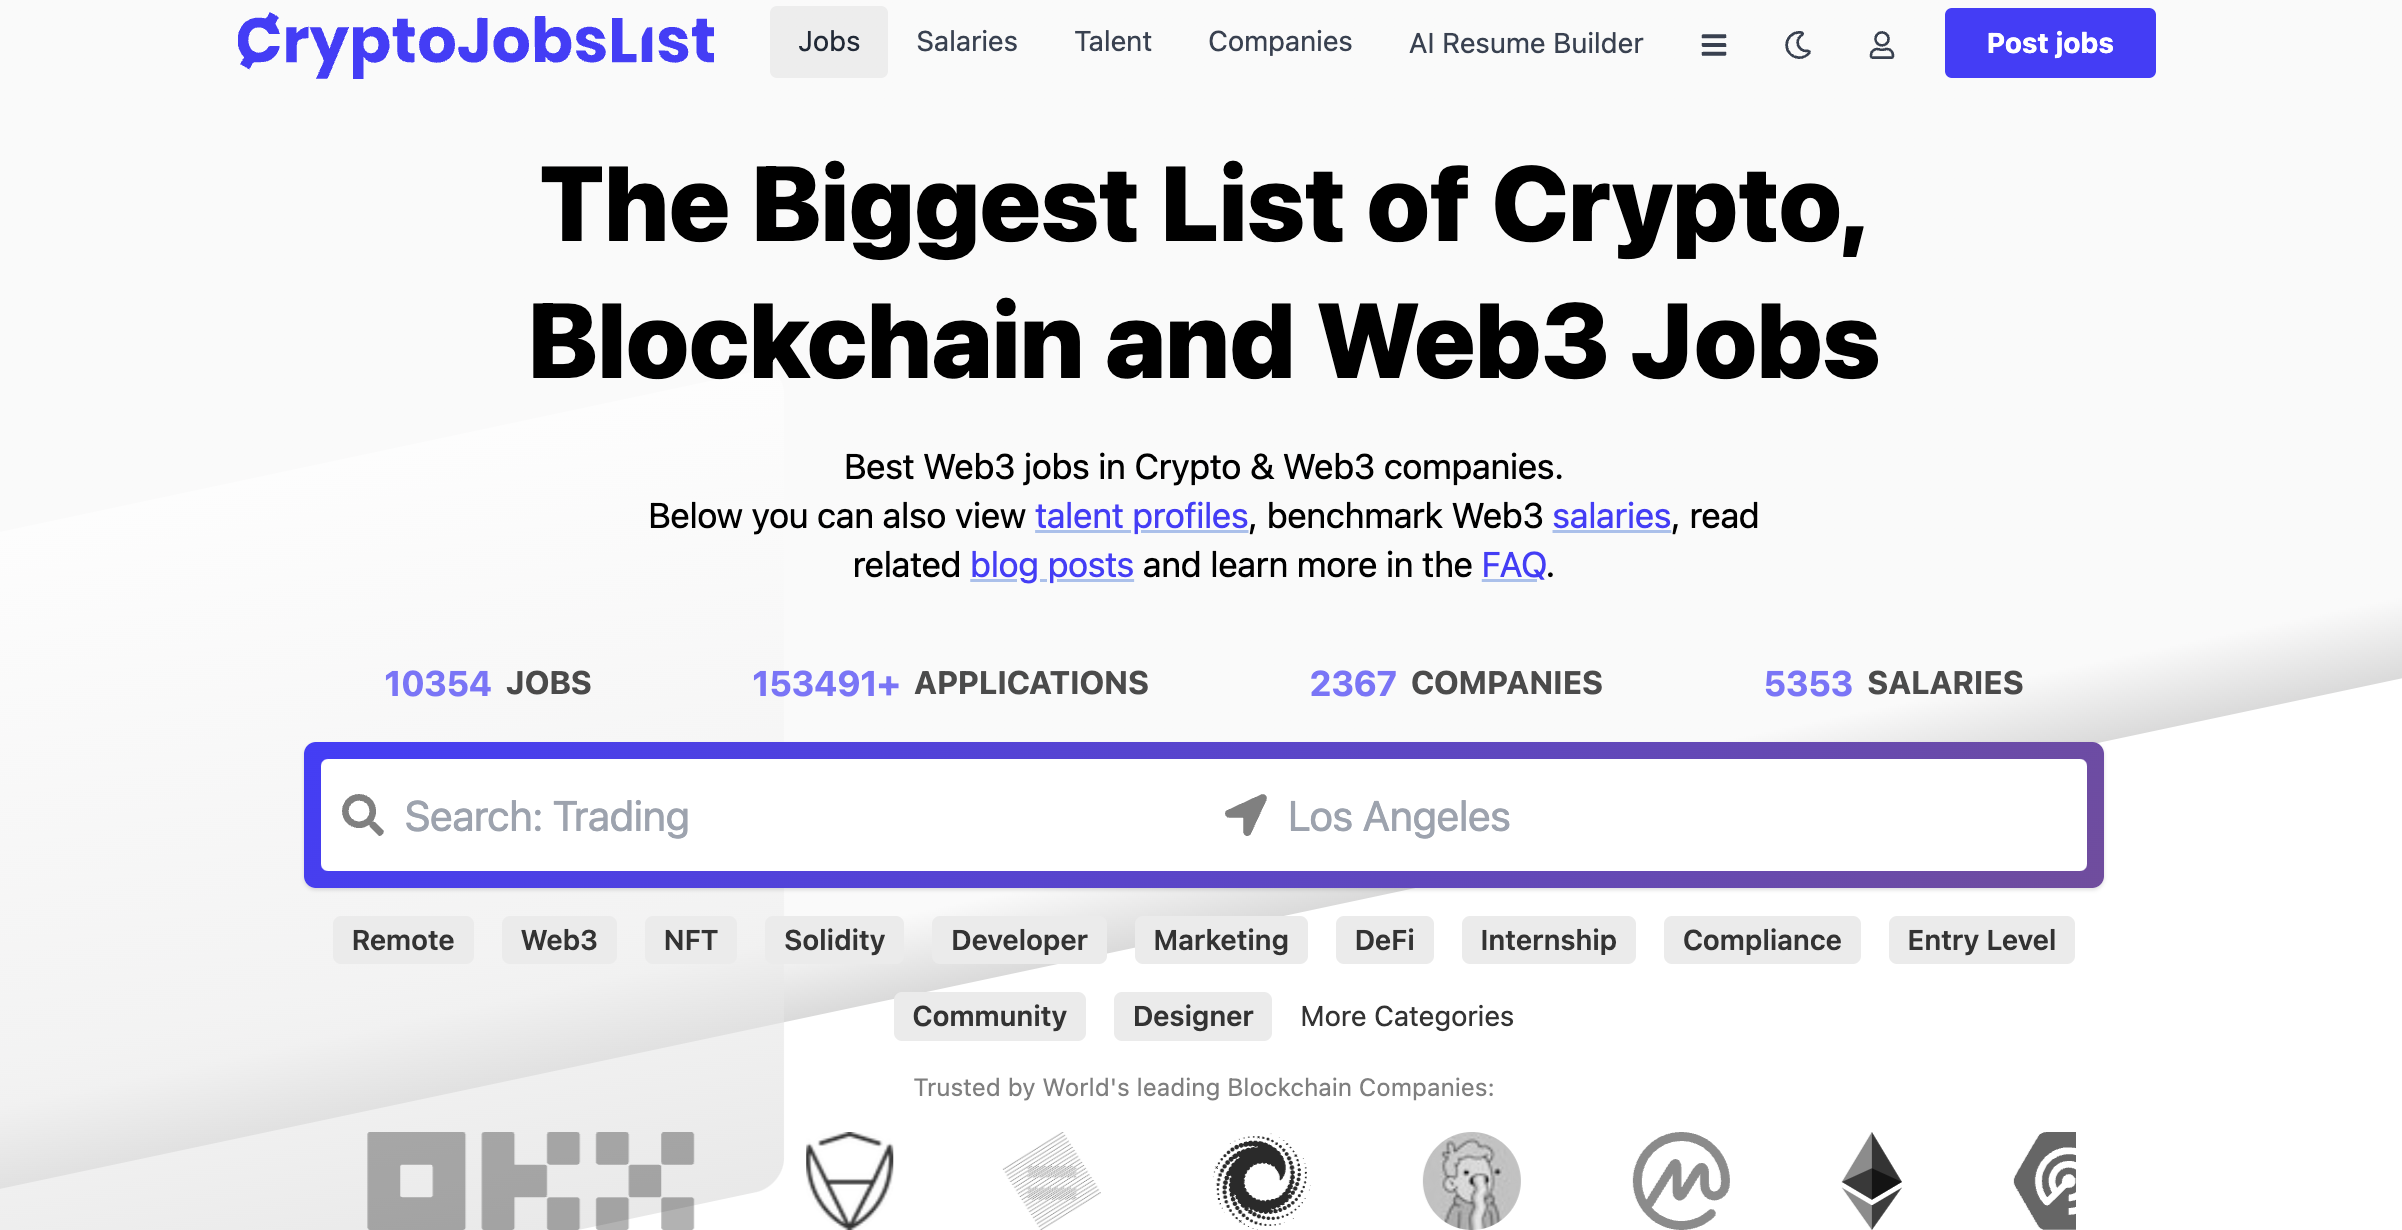 CryptoJobsList Jobs Salaries Talent Companies AI Resume Builder Post jobs
The Biggest List of Crypto,
Blockchain and Web3 Jobs
Best Web3 jobs in Crypto & Web3 companies.
Below you can also view talent profiles, benchmark Web3 salaries, read
related blog posts and learn more in the FAQ.
10354 JOBS 153491+ APPLICATIONS 2367 COMPANIES 5353 SALARIES
Search: Trading Los Angeles
Remote Web3 NFT Solidity Developer Marketing DeFi Internship Compliance Entry Level
Community Designer More Categories
Trusted by World's leading Blockchain Companies:
OKX